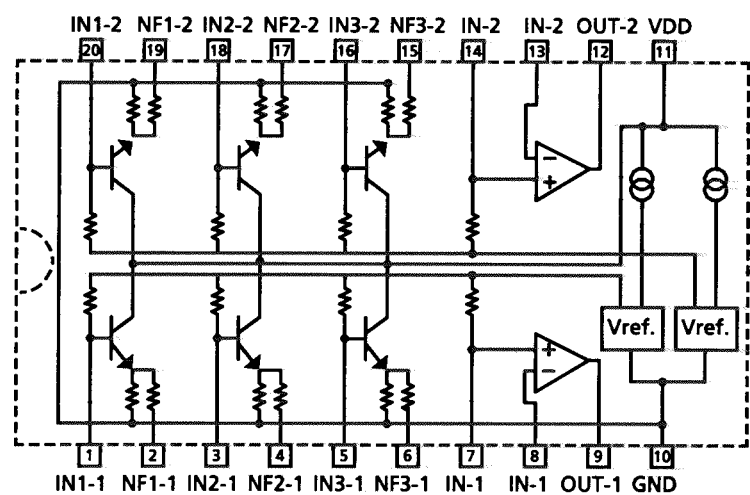 IN1-2 NF1-2 IN2-2 NF2-2 IN3-2 NF3-2 IN-2 IN-2 OUT-2 VDD
20 19 18 17 16 15 14 13 12 11
−
+
Vref. Vref.
+
−
1 2 3 4 5 6 7 8 9 10
IN1-1 NF1-1 IN2-1 NF2-1 IN3-1 NF3-1 IN-1 IN-1 OUT-1 GND